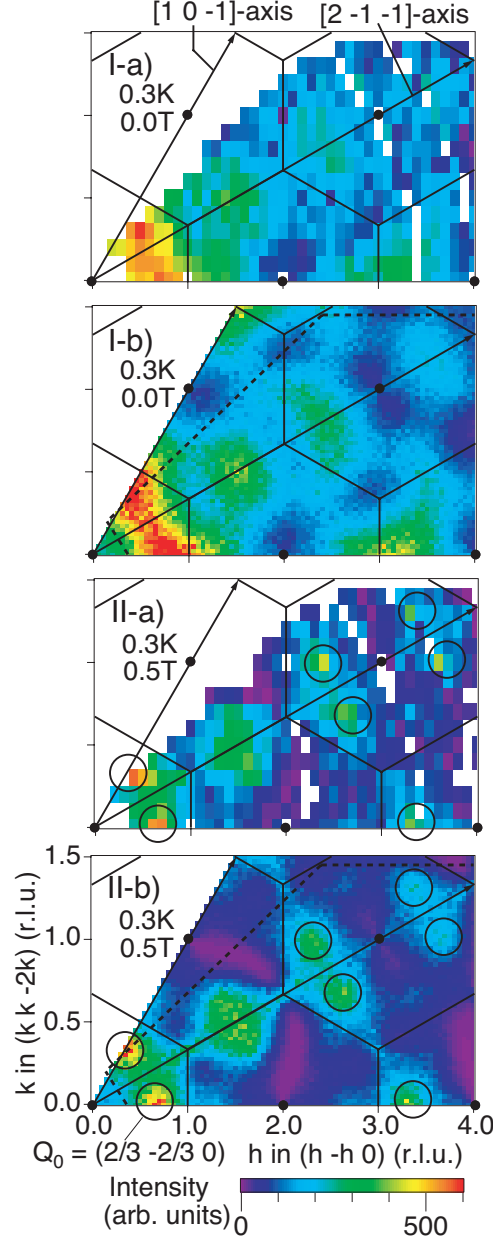 [1 0 -1]-axis
[2 -1 -1]-axis
I-a)
0.3K
0.0T
I-b)
0.3K
0.0T
II-a)
0.3K
0.5T
II-b)
0.3K
0.5T
1.5
1.0
0.5
0.0
k in (k k -2k) (r.l.u.)
0.0 1.0 2.0 3.0 4.0
Q0 = (2/3 -2/3 0) h in (h -h 0) (r.l.u.)
Intensity
(arb. units)
0 500